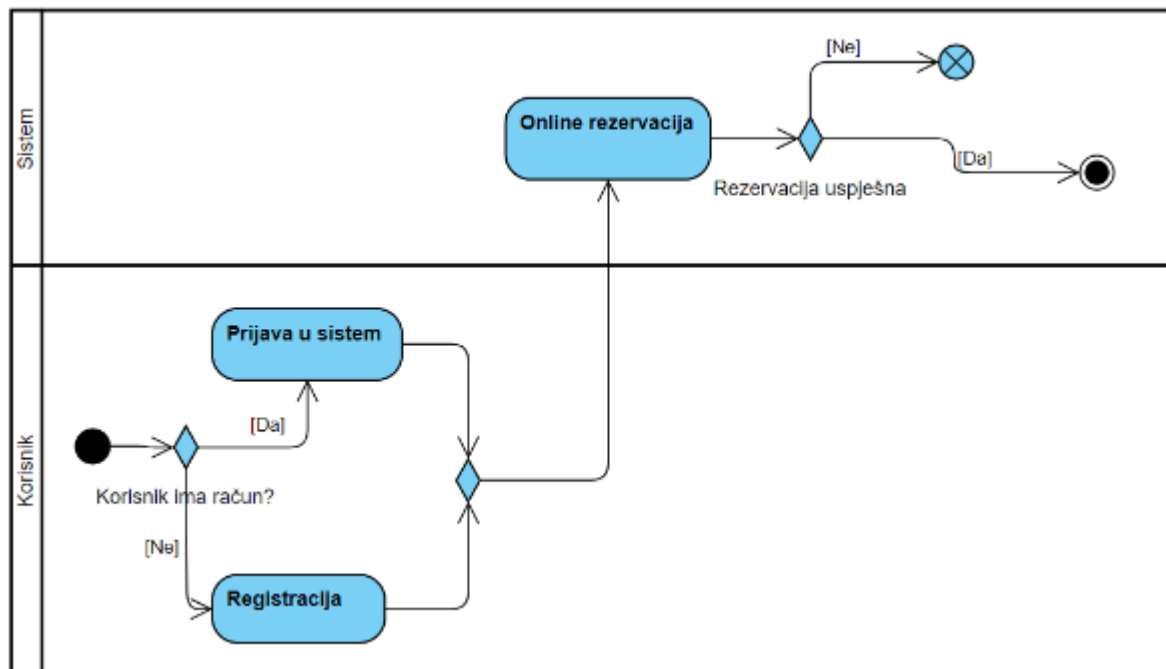 Sistem
[Ne]
Online rezervacija
[Da]
Rezervacija uspješna
Korisnik
Prijava u sistem
[Da]
Korisnik ima račun?
[Ne]
Registracija